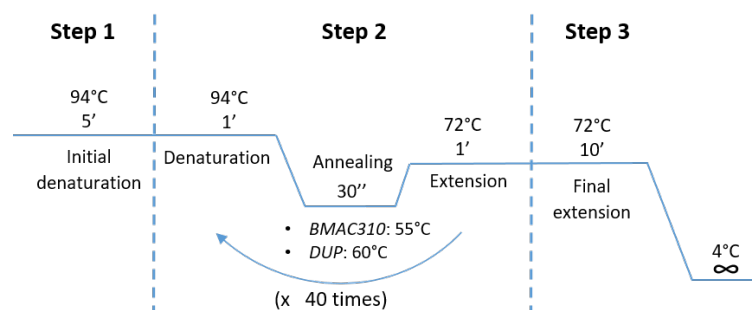 Step 1
Step 2
Step 3
94°C
5’
Initial
denaturation
94°C
1’
Denaturation
Annealing
30’’
• BMAC310: 55°C
• DUP: 60°C
(x 40 times)
72°C
1’
Extension
72°C
10’
Final
extension
4°C
∞